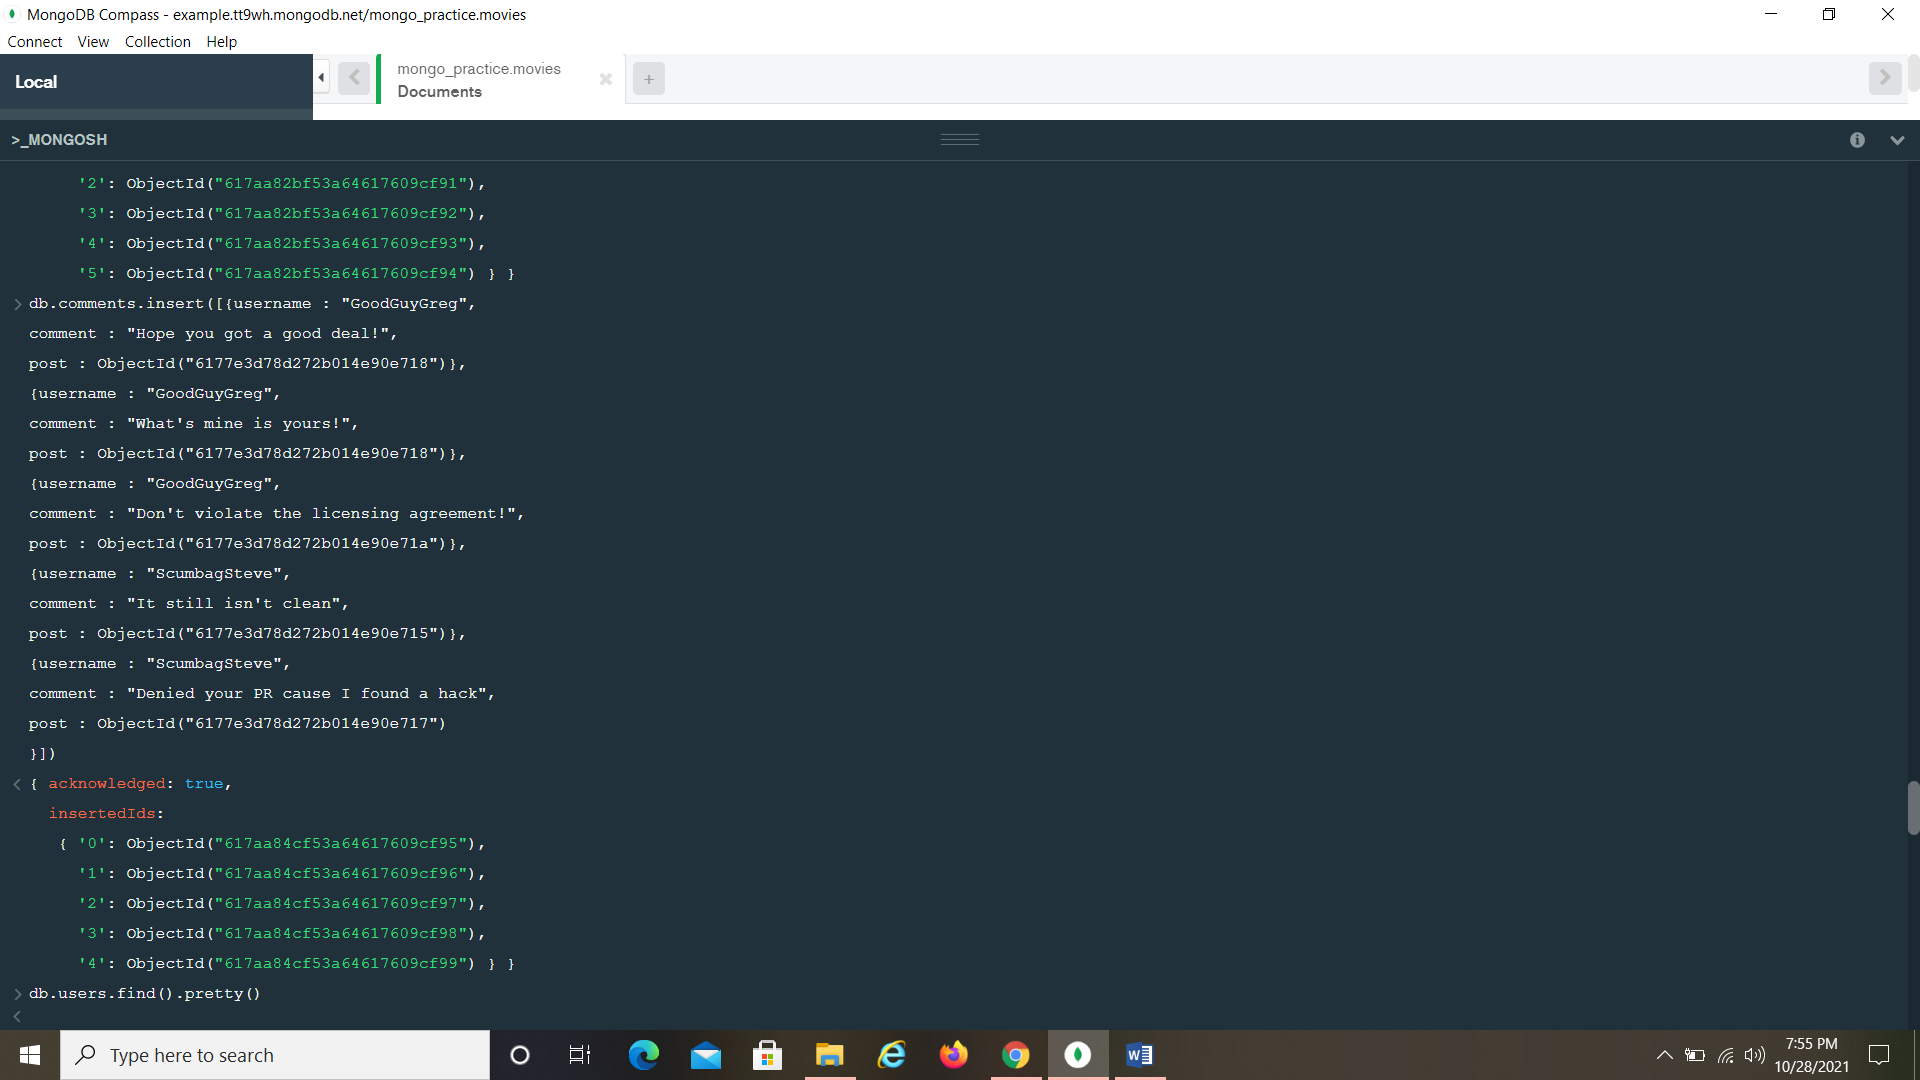 MongoDB Compass - example.tt9wh.mongodb.net/mongo_practice.movies
Connect View Collection Help
Local
mongo_practice.movies
Documents
>_MONGOSH
'2': ObjectId("617aa82bf53a64617609cf91"),
'3': ObjectId("617aa82bf53a64617609cf92"),
'4': ObjectId("617aa82bf53a64617609cf93"),
'5': ObjectId("617aa82bf53a64617609cf94") } }
> db.comments.insert([{username : "GoodGuyGreg",
comment : "Hope you got a good deal!",
post : ObjectId("6177e3d78d272b014e90e718")},
{username : "GoodGuyGreg",
comment : "What's mine is yours!",
post : ObjectId("6177e3d78d272b014e90e718")},
{username : "GoodGuyGreg",
comment : "Don't violate the licensing agreement!",
post : ObjectId("6177e3d78d272b014e90e71a")},
{username : "ScumbagSteve",
comment : "It still isn't clean",
post : ObjectId("6177e3d78d272b014e90e715")},
{username : "ScumbagSteve",
comment : "Denied your PR cause I found a hack",
post : ObjectId("6177e3d78d272b014e90e717")
}])
< { acknowledged: true,
insertedIds:
{ '0': ObjectId("617aa84cf53a64617609cf95"),
'1': ObjectId("617aa84cf53a64617609cf96"),
'2': ObjectId("617aa84cf53a64617609cf97"),
'3': ObjectId("617aa84cf53a64617609cf98"),
'4': ObjectId("617aa84cf53a64617609cf99") } }
> db.users.find().pretty()
<
Type here to search
7:55 PM
10/28/2021